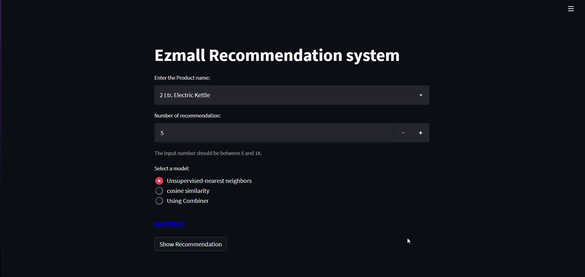 Ezmall Recommendation system
Enter the Product name:
2 Ltr. Electric Kettle
Number of recommendation:
5
The Input number should be between 5 and 18.
Select a model:
Unsupervised-nearest neighbors
cosine similarity
Using Combiner
Show Recommendation